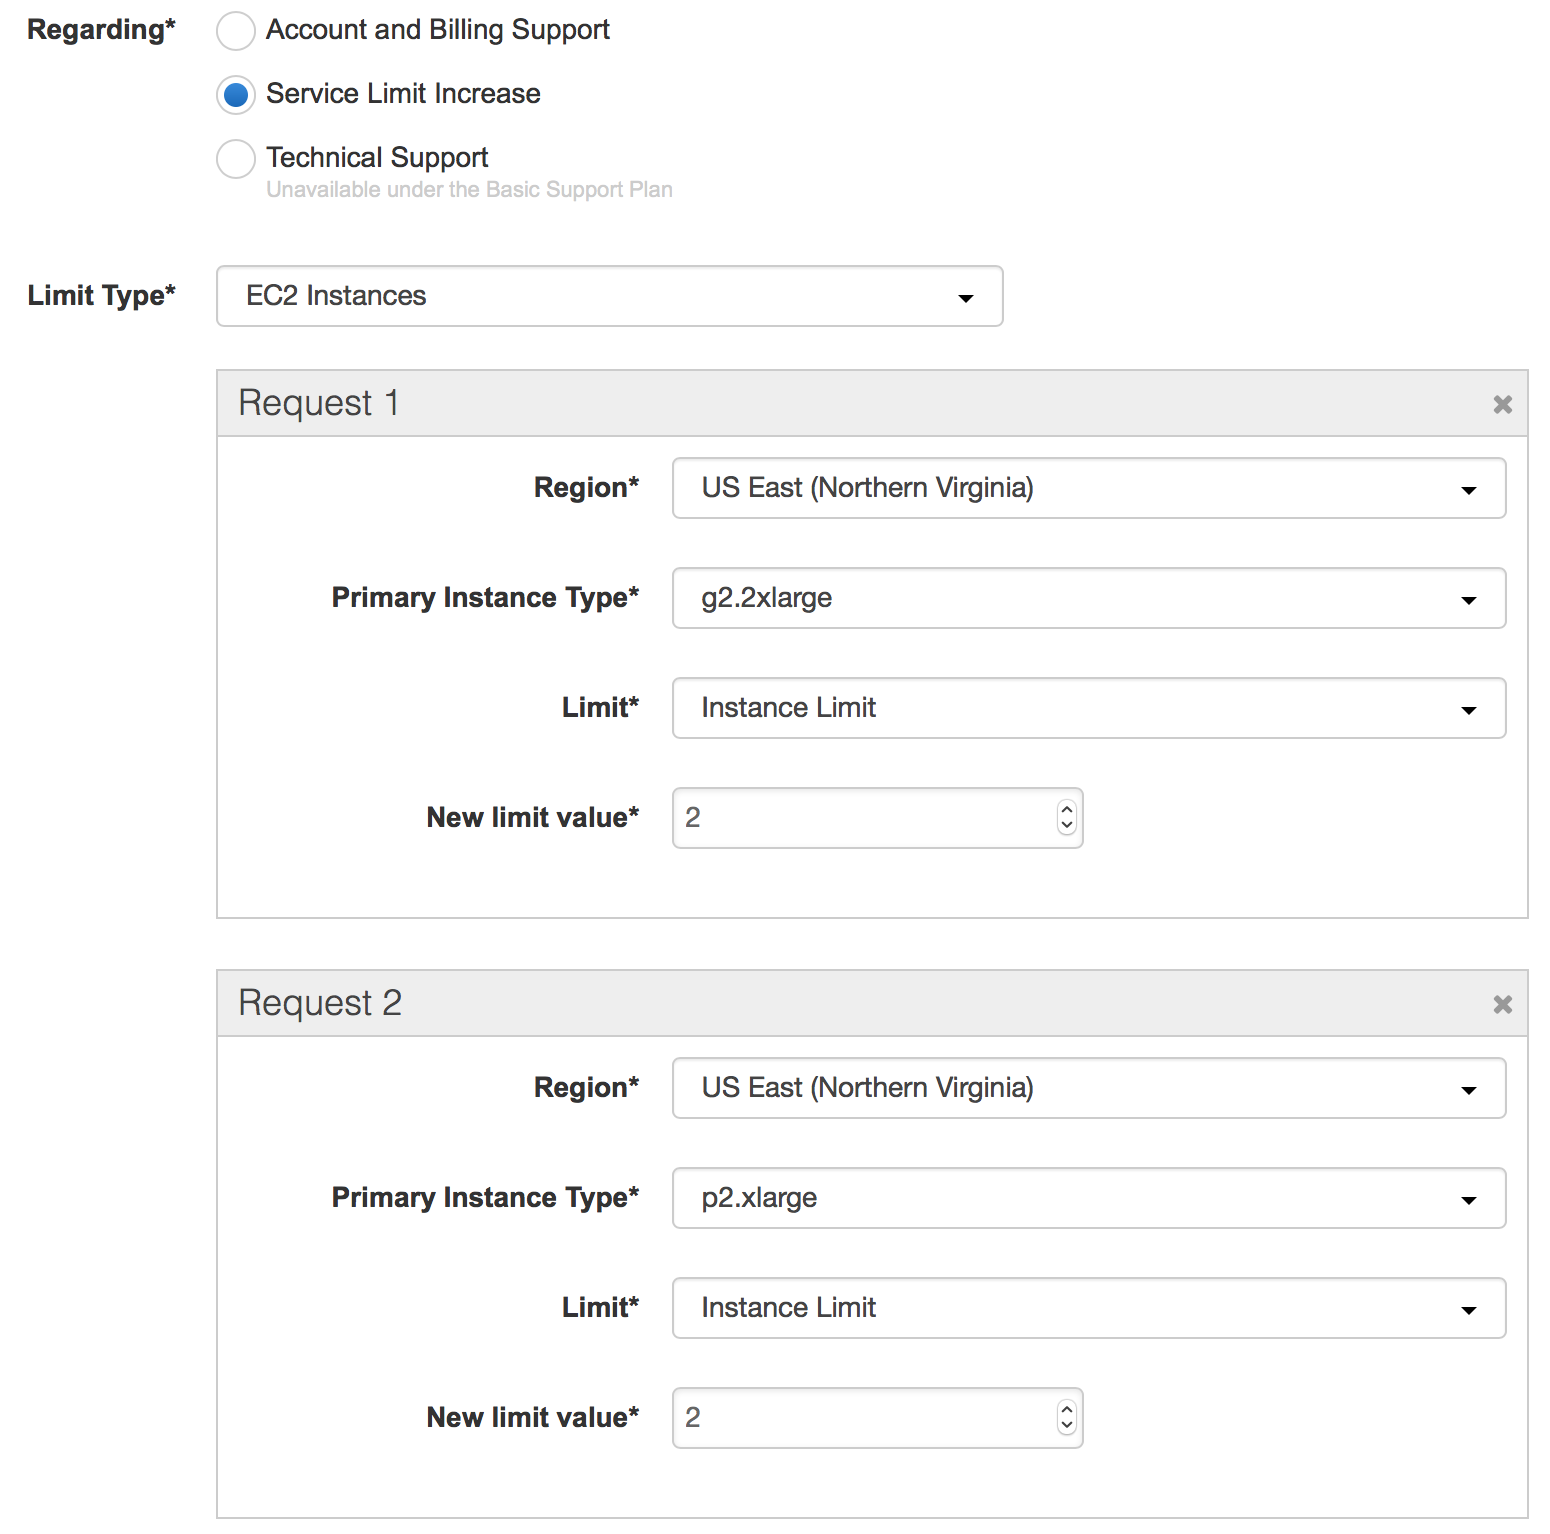 Regarding* Account and Billing Support
Service Limit Increase
Technical Support
Unavailable under the Basic Support Plan
Limit Type* EC2 Instances
Request 1
Region* US East (Northern Virginia)
Primary Instance Type* g2.2xlarge
Limit* Instance Limit
New limit value* 2
Request 2
Region* US East (Northern Virginia)
Primary Instance Type* p2.xlarge
Limit* Instance Limit
New limit value* 2